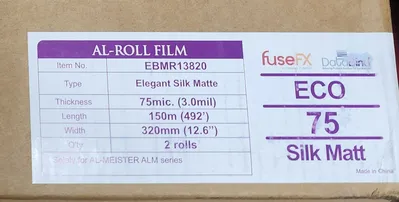 AL-ROLL FILM
Item No. EBMR13820
Type Elegant Silk Matte
Thickness 75mic. (3.0mil)
Length 150m (492')
Width 320mm (12.6")
Q'ty 2 rolls
for AL-MEISTER ALM series
fuseFX
ECO
75
Silk Matt
Made in China